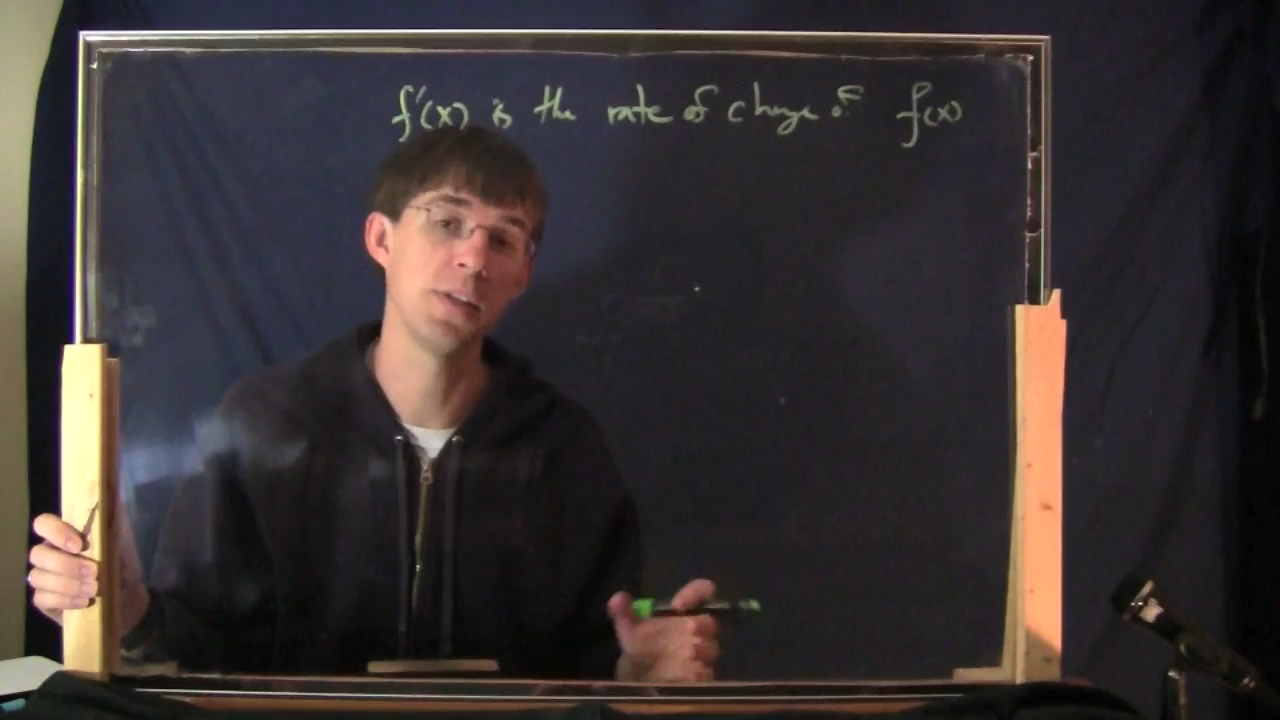 f'(x) is the rate of change of f(x)